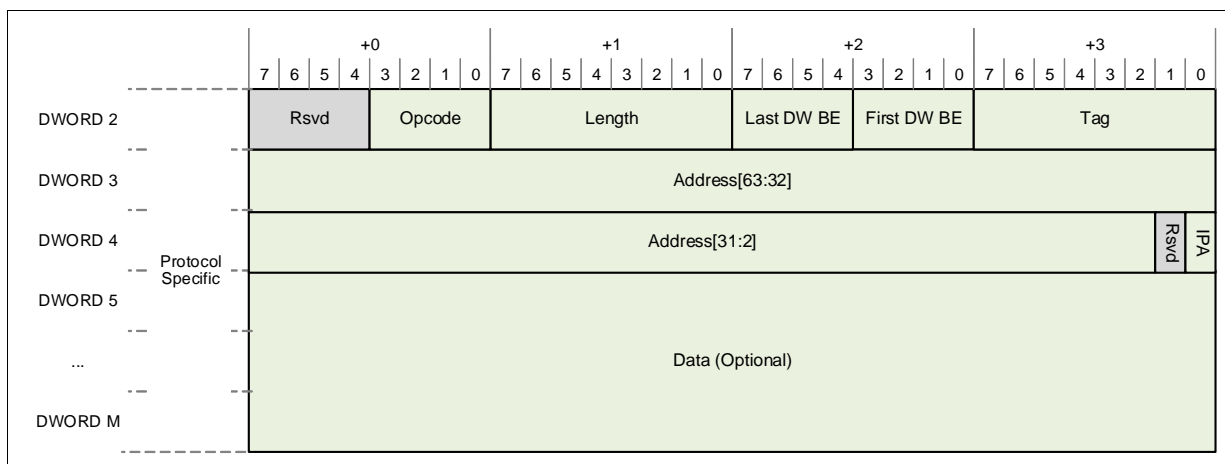 +0 +1 +2 +3
7 6 5 4 3 2 1 0 7 6 5 4 3 2 1 0 7 6 5 4 3 2 1 0 7 6 5 4 3 2 1 0
DWORD 2 Rsvd Opcode Length Last DW BE First DW BE Tag
DWORD 3 Address[63:32]
DWORD 4 Address[31:2] Rsvd IPA
Protocol
Specific
DWORD 5
... Data (Optional)
DWORD M